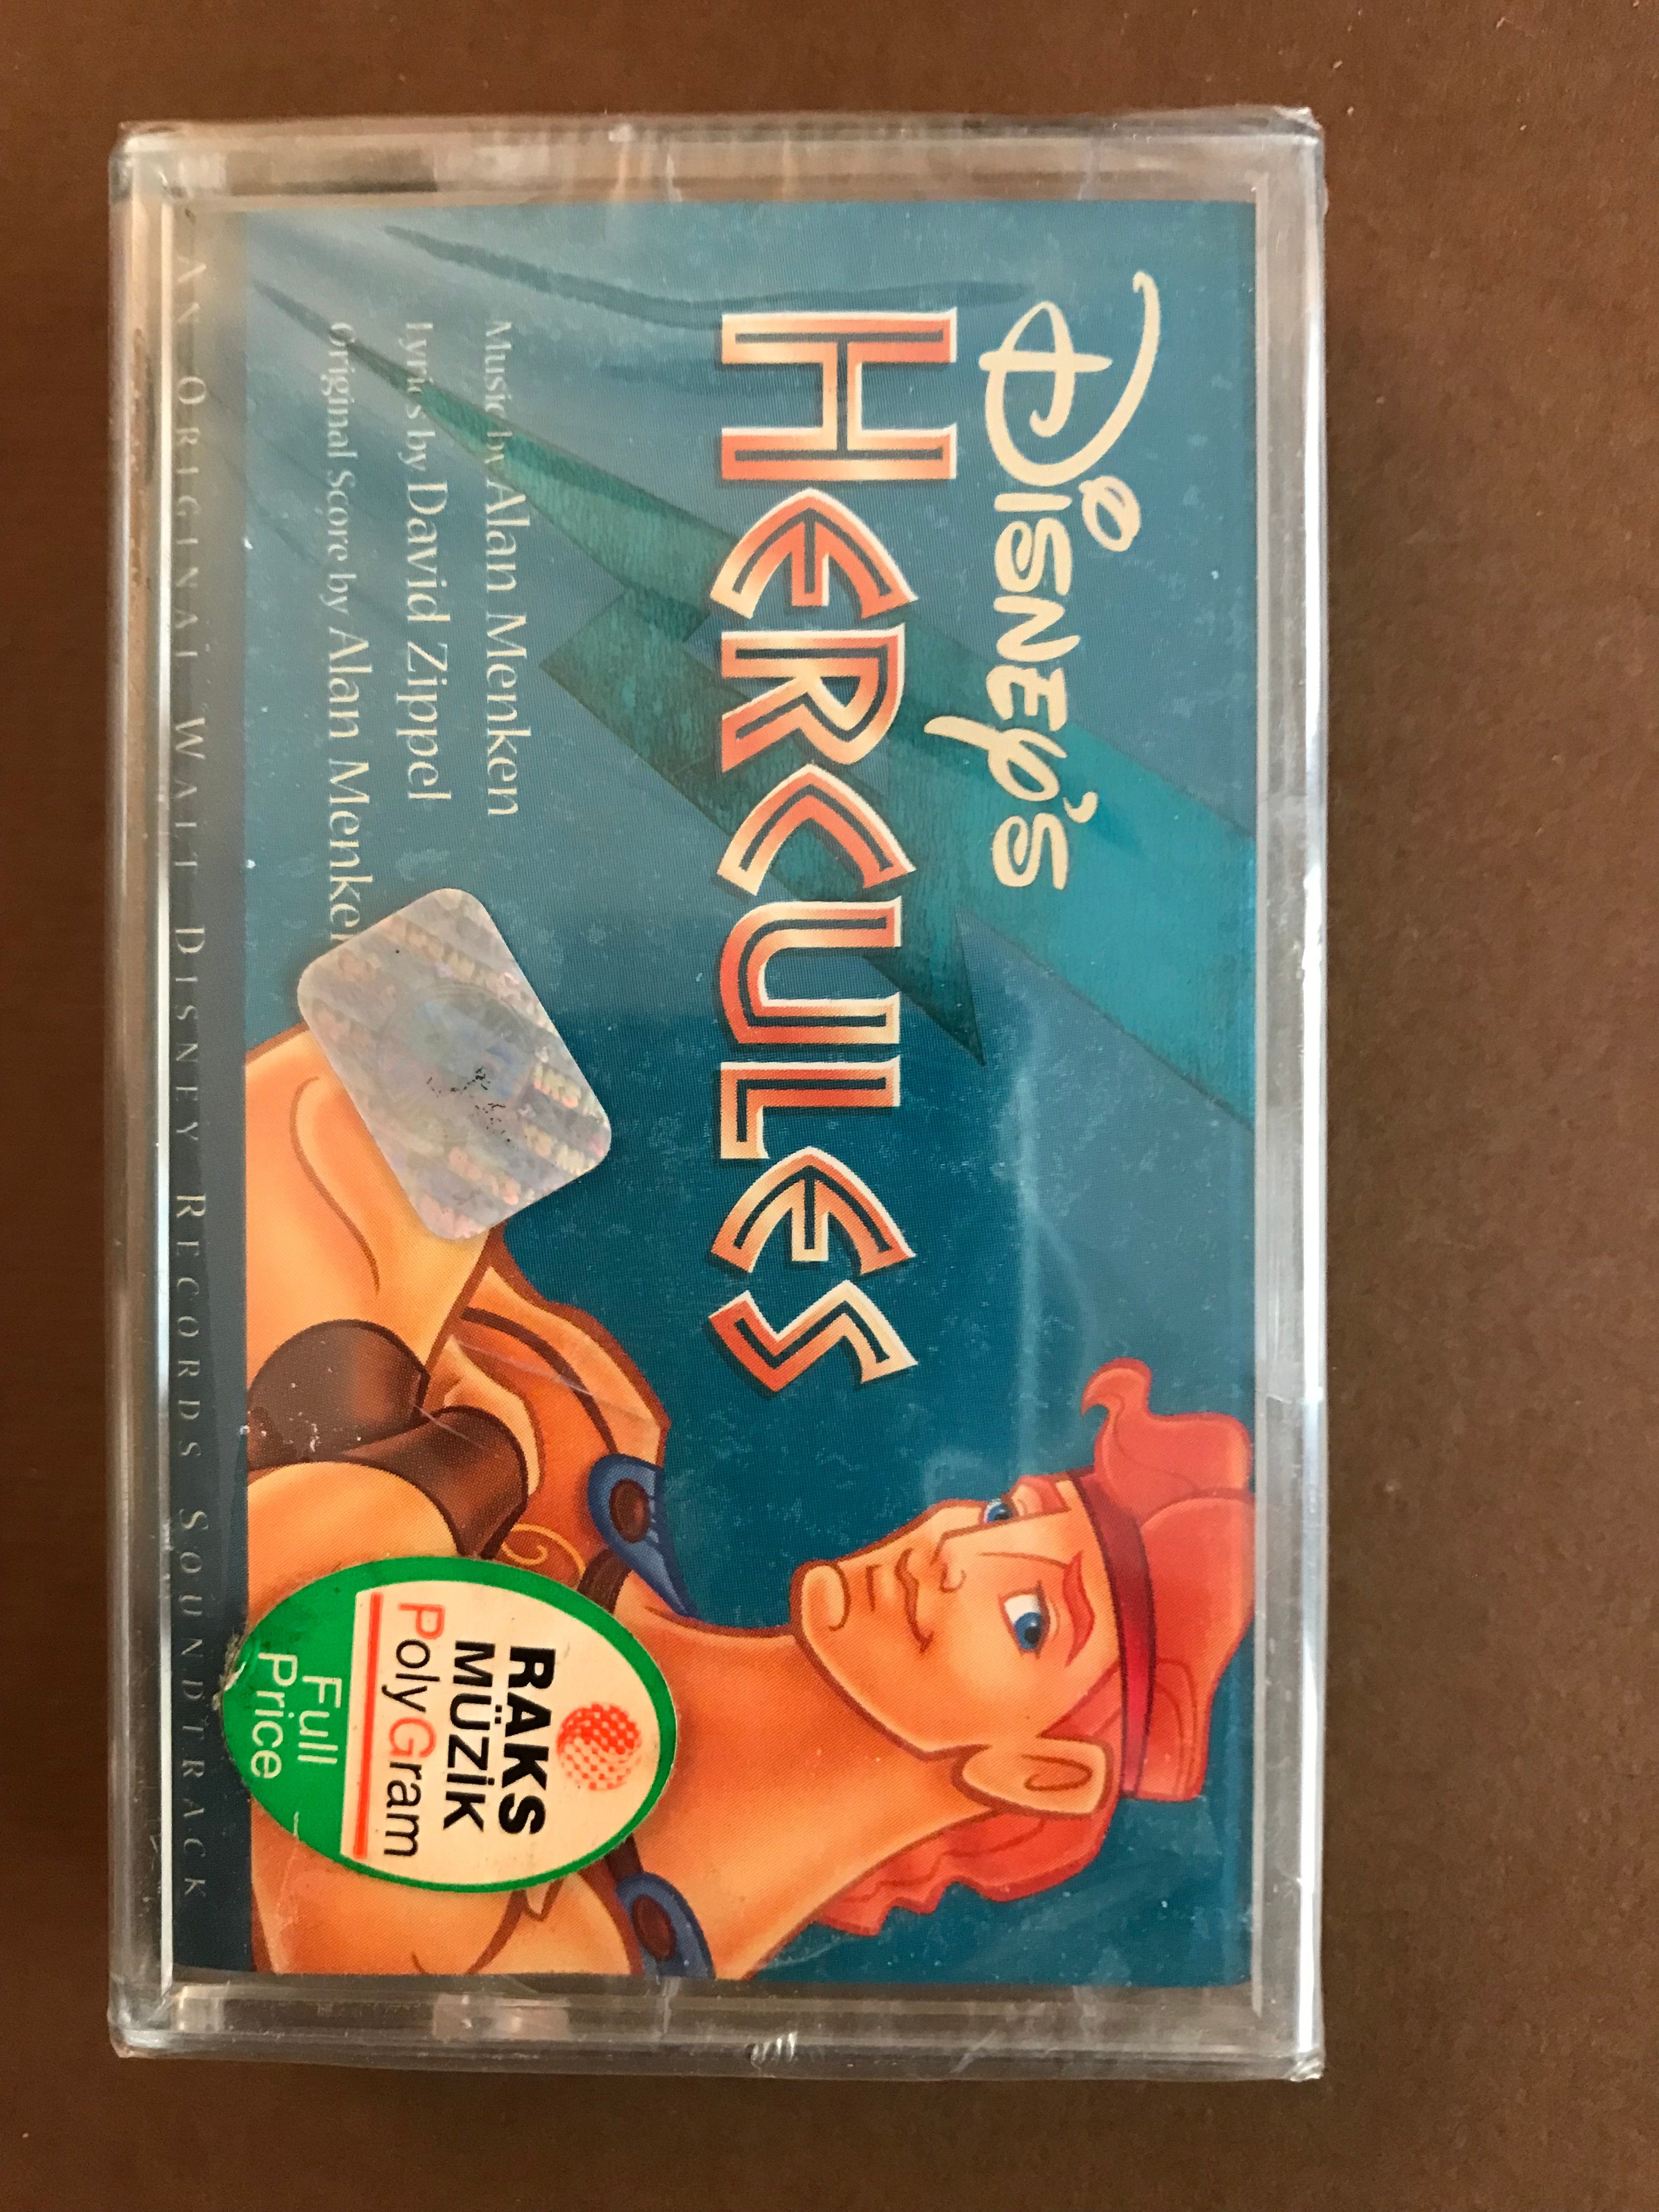 Disney's
HERCULES
Music by Alan Menken
Lyrics by David Zippel
Original Score by Alan Menken
RAKS
MÜZİK
PolyGram
Full
Price
AN ORIGINAL WALT DISNEY RECORDS SOUNDTRACK